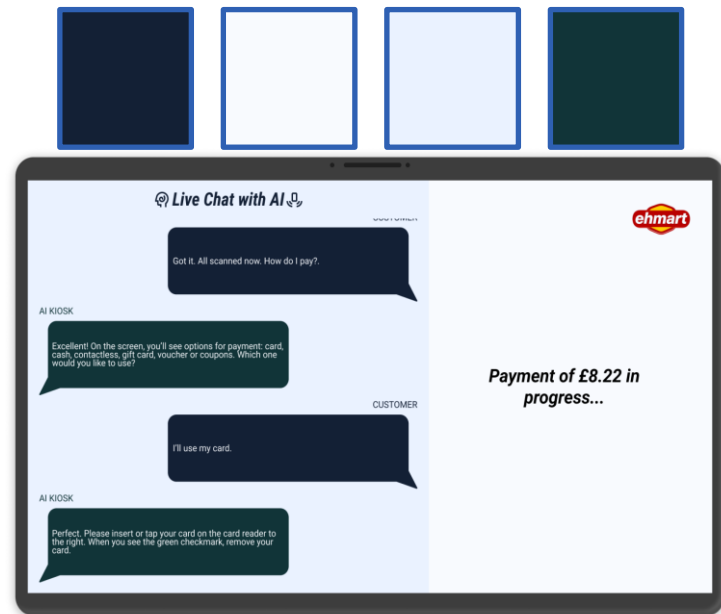 Live Chat with AI
CUSTOMER
Got it. All scanned now. How do I pay?.
AI KIOSK
Excellent! On the screen, you'll see options for payment: card,
cash, contactless, gift card, voucher or coupons. Which one
would you like to use?
CUSTOMER
I'll use my card.
AI KIOSK
Perfect. Please insert or tap your card on the card reader to
the right. When you see the green checkmark, remove your
card.
ehmart
Payment of £8.22 in
progress...